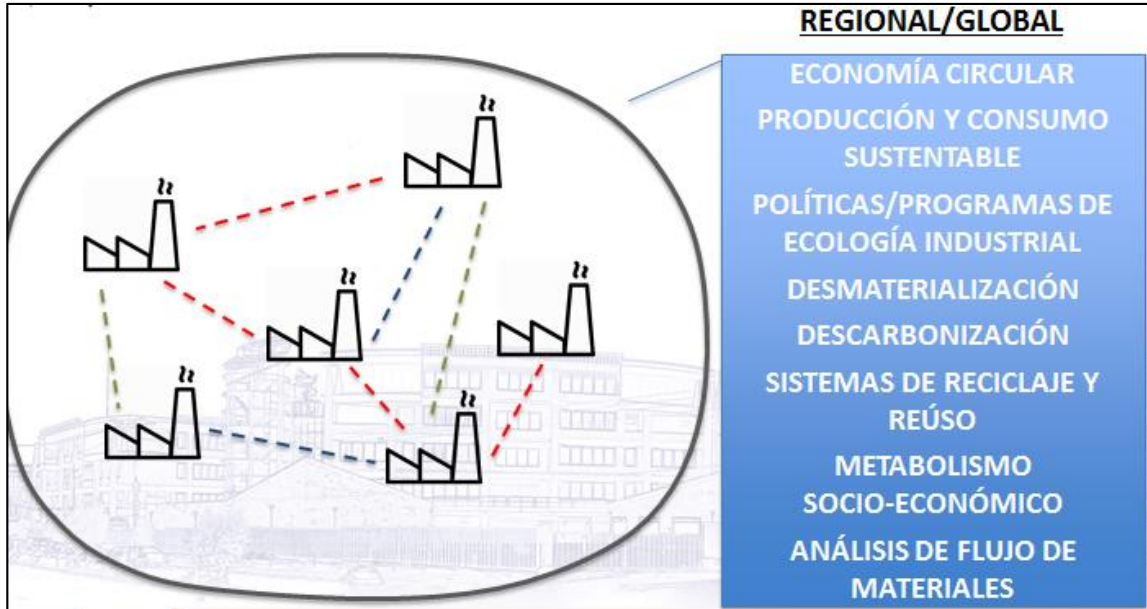 REGIONAL/GLOBAL
ECONOMÍA CIRCULAR
PRODUCCIÓN Y CONSUMO
SUSTENTABLE
POLÍTICAS/PROGRAMAS DE
ECOLOGÍA INDUSTRIAL
DESMATERIALIZACIÓN
DESCARBONIZACIÓN
SISTEMAS DE RECICLAJE Y
REÚSO
METABOLISMO
SOCIO-ECONÓMICO
ANÁLISIS DE FLUJO DE
MATERIALES